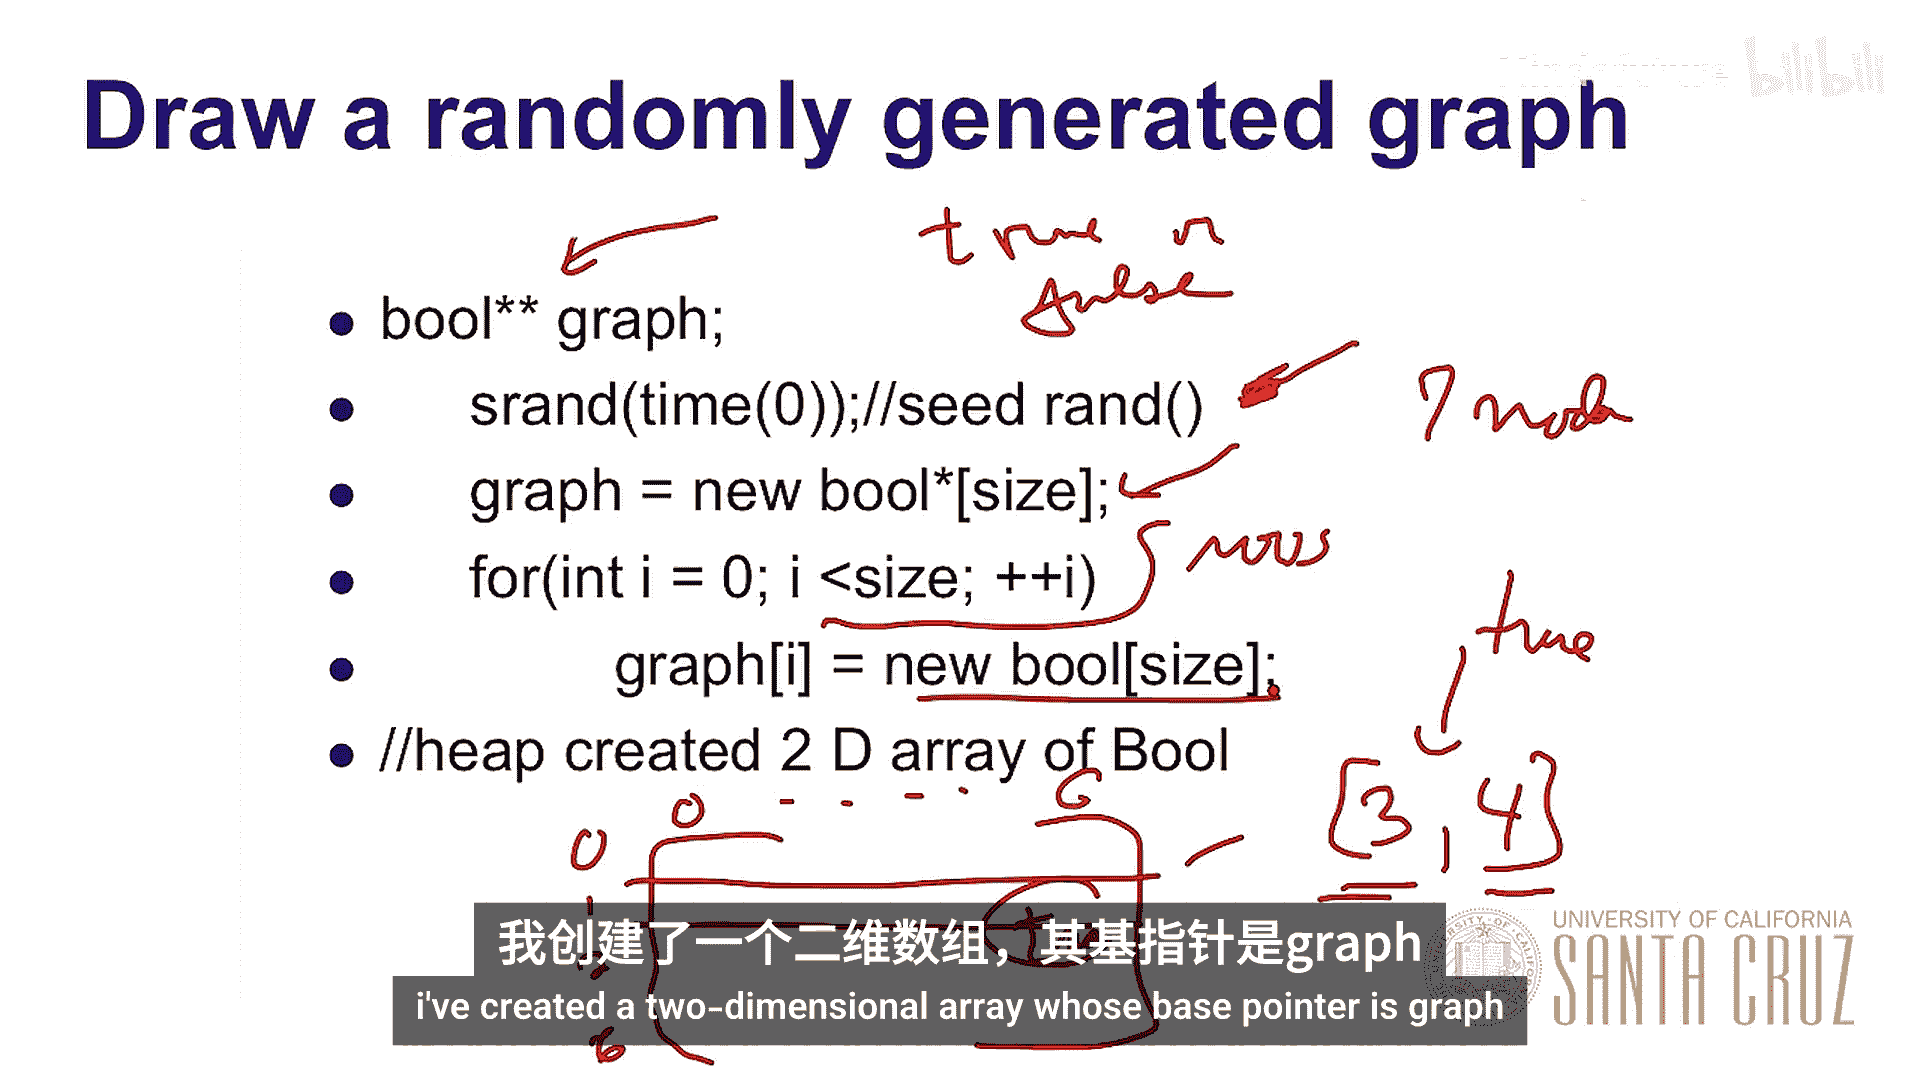 bilibili
Draw a randomly generated graph
true or
false
• bool** graph;
• srand(time(0));//seed rand()
7 node
• graph = new bool*[size];
rows
• for(int i = 0; i <size; ++i)
true
• graph[i] = new bool[size];
• //heap created 2 D array of Bool
0 - - - - 6
0
[3, 4]
我创建了一个二维数组，其基指针是graph
i've created a two-dimensional array whose base pointer is graph
6
UNIVERSITY OF CALIFORNIA
SANTA CRUZ